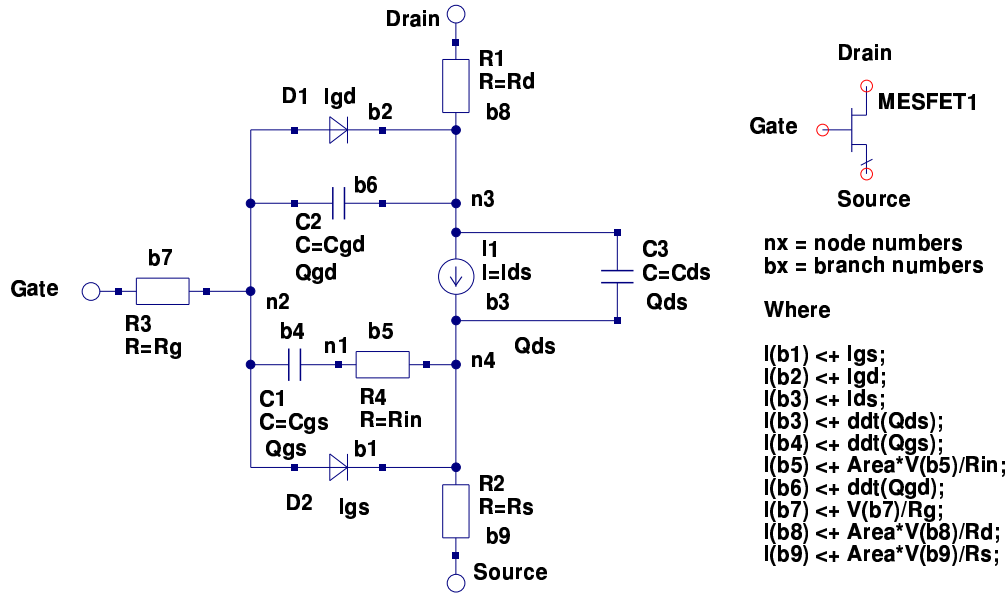 Drain
R1
R=Rd
b8
D1
Igd
b2
b6
n3
C2
C=Cgd
Qgd
I1
I=Ids
b3
C3
C=Cds
Qds
Qds
b7
Gate
R3
R=Rg
n2
b4
n1
b5
n4
C1
C=Cgs
Qgs
R4
R=Rin
b1
D2
Igs
R2
R=Rs
b9
Source
Drain
MESFET1
Gate
Source
nx = node numbers
bx = branch numbers
Where
I(b1) <+ Igs;
I(b2) <+ Igd;
I(b3) <+ Ids;
I(b3) <+ ddt(Qds);
I(b4) <+ ddt(Qgs);
I(b5) <+ Area*V(b5)/Rin;
I(b6) <+ ddt(Qgd);
I(b7) <+ V(b7)/Rg;
I(b8) <+ Area*V(b8)/Rd;
I(b9) <+ Area*V(b9)/Rs;